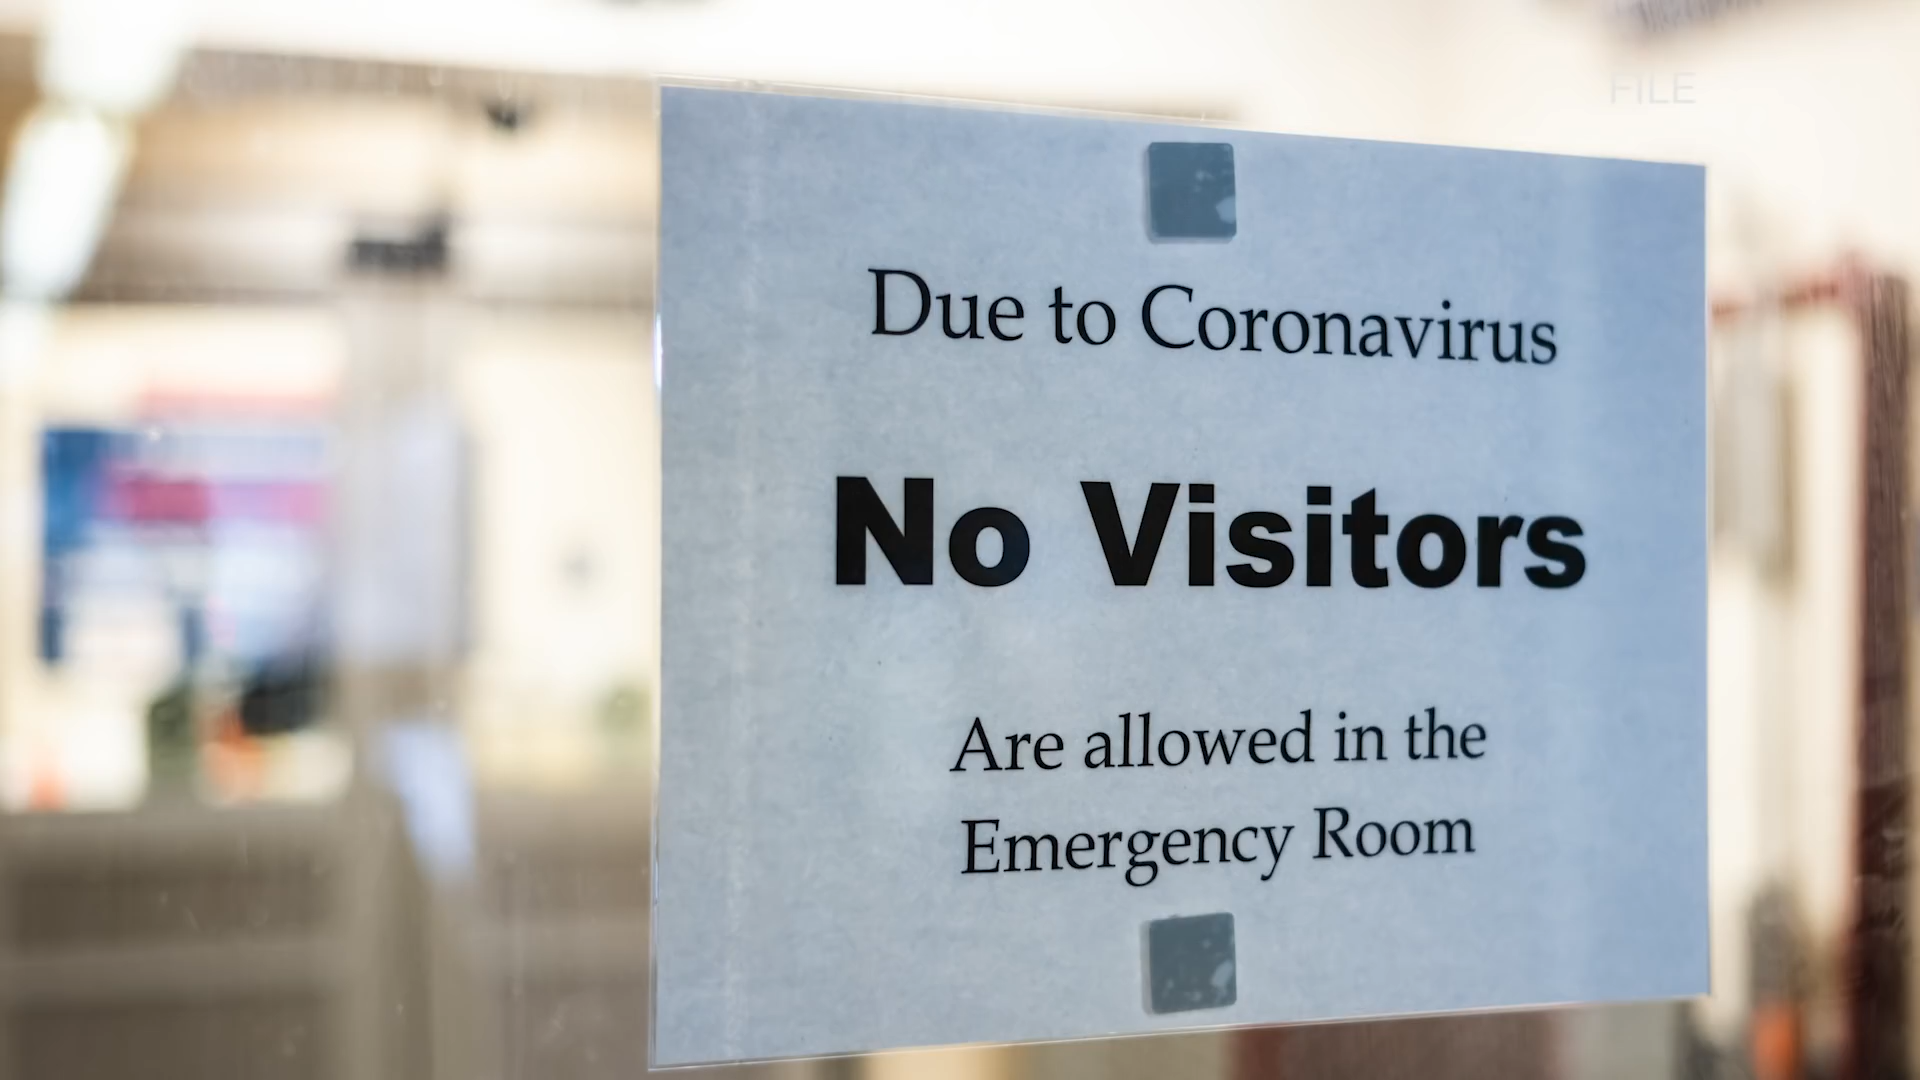 FILE
Due to Coronavirus
No Visitors
Are allowed in the
Emergency Room